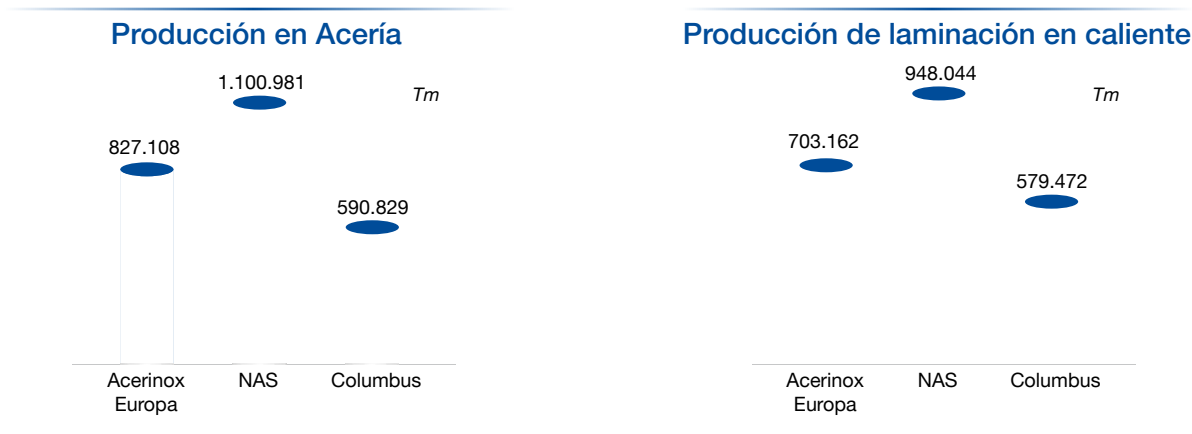 Producción en Acería
1.100.981
Tm
827.108
590.829
Acerinox
Europa
NAS
Columbus
Producción de laminación en caliente
948.044
Tm
703.162
579.472
Acerinox
Europa
NAS
Columbus